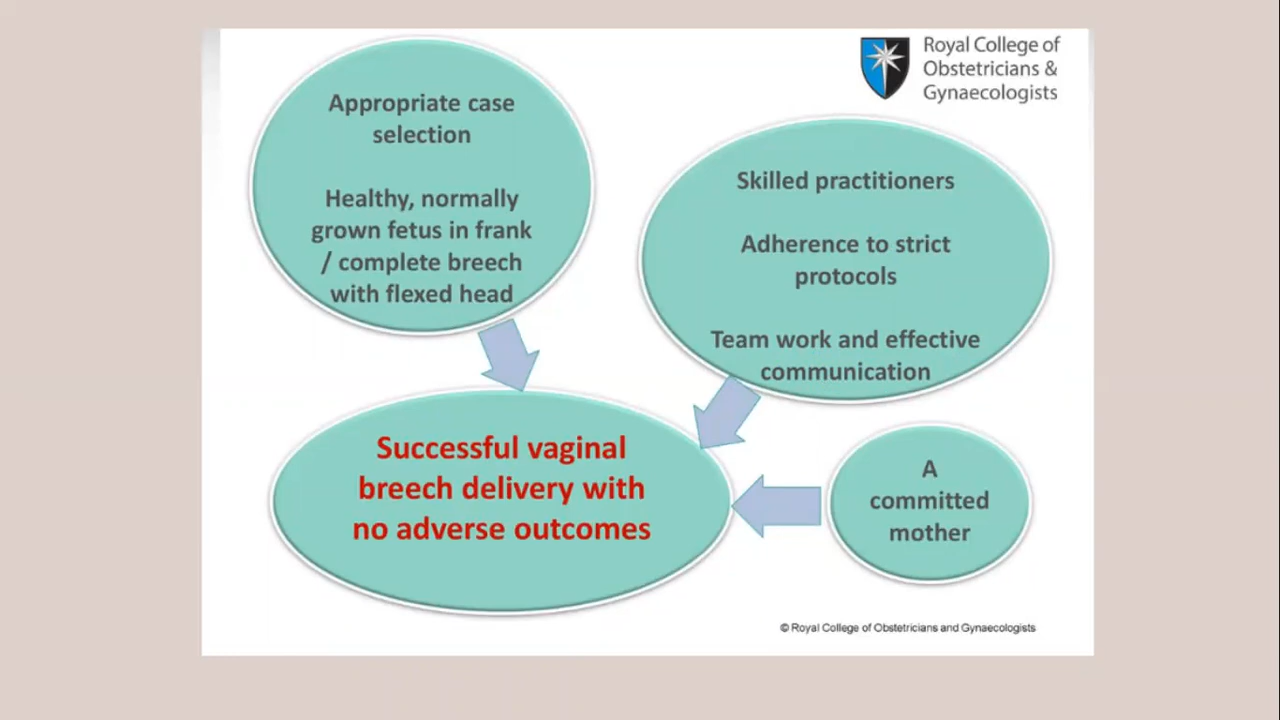 Royal College of
Obstetricians &
Gynaecologists
Appropriate case
selection
Healthy, normally
grown fetus in frank
/ complete breech
with flexed head
Skilled practitioners
Adherence to strict
protocols
Team work and effective
communication
Successful vaginal
breech delivery with
no adverse outcomes
A
committed
mother
© Royal College of Obstetricians and Gynaecologists